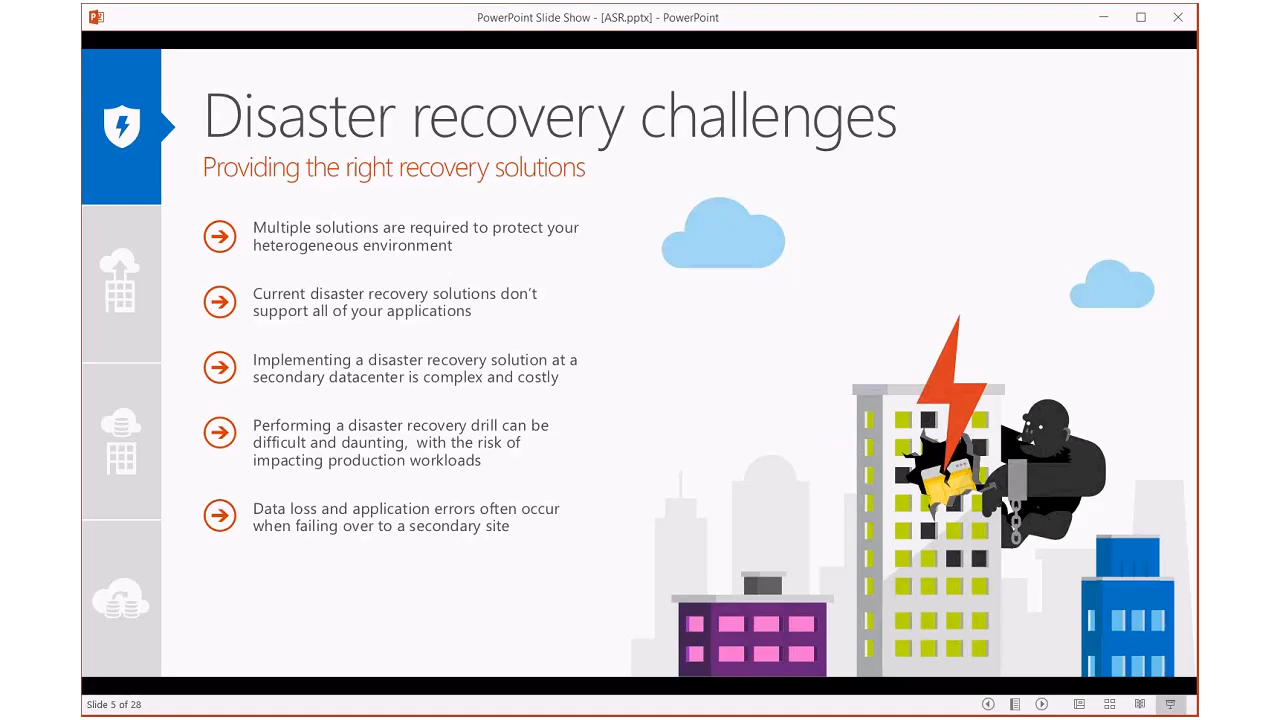 PowerPoint Slide Show - [ASR.pptx] - PowerPoint
Disaster recovery challenges
Providing the right recovery solutions
Multiple solutions are required to protect your
heterogeneous environment
Current disaster recovery solutions don’t
support all of your applications
Implementing a disaster recovery solution at a
secondary datacenter is complex and costly
Performing a disaster recovery drill can be
difficult and daunting,  with the risk of
impacting production workloads
Data loss and application errors often occur
when failing over to a secondary site
Slide 5 of 28